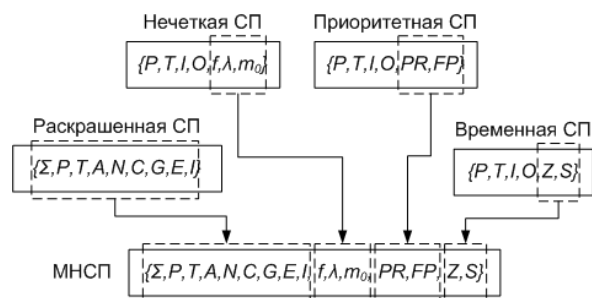 Нечеткая СП
Приоритетная СП
{P,T,I,O,f,λ,m₀}
{P,T,I,O,PR,FP}
Раскрашенная СП
Временная СП
{Σ,P,T,A,N,C,G,E,I}
{P,T,I,O,Z,S}
МНСП
{Σ,P,T,A,N,C,G,E,I, f,λ,m₀, PR,FP, Z,S}